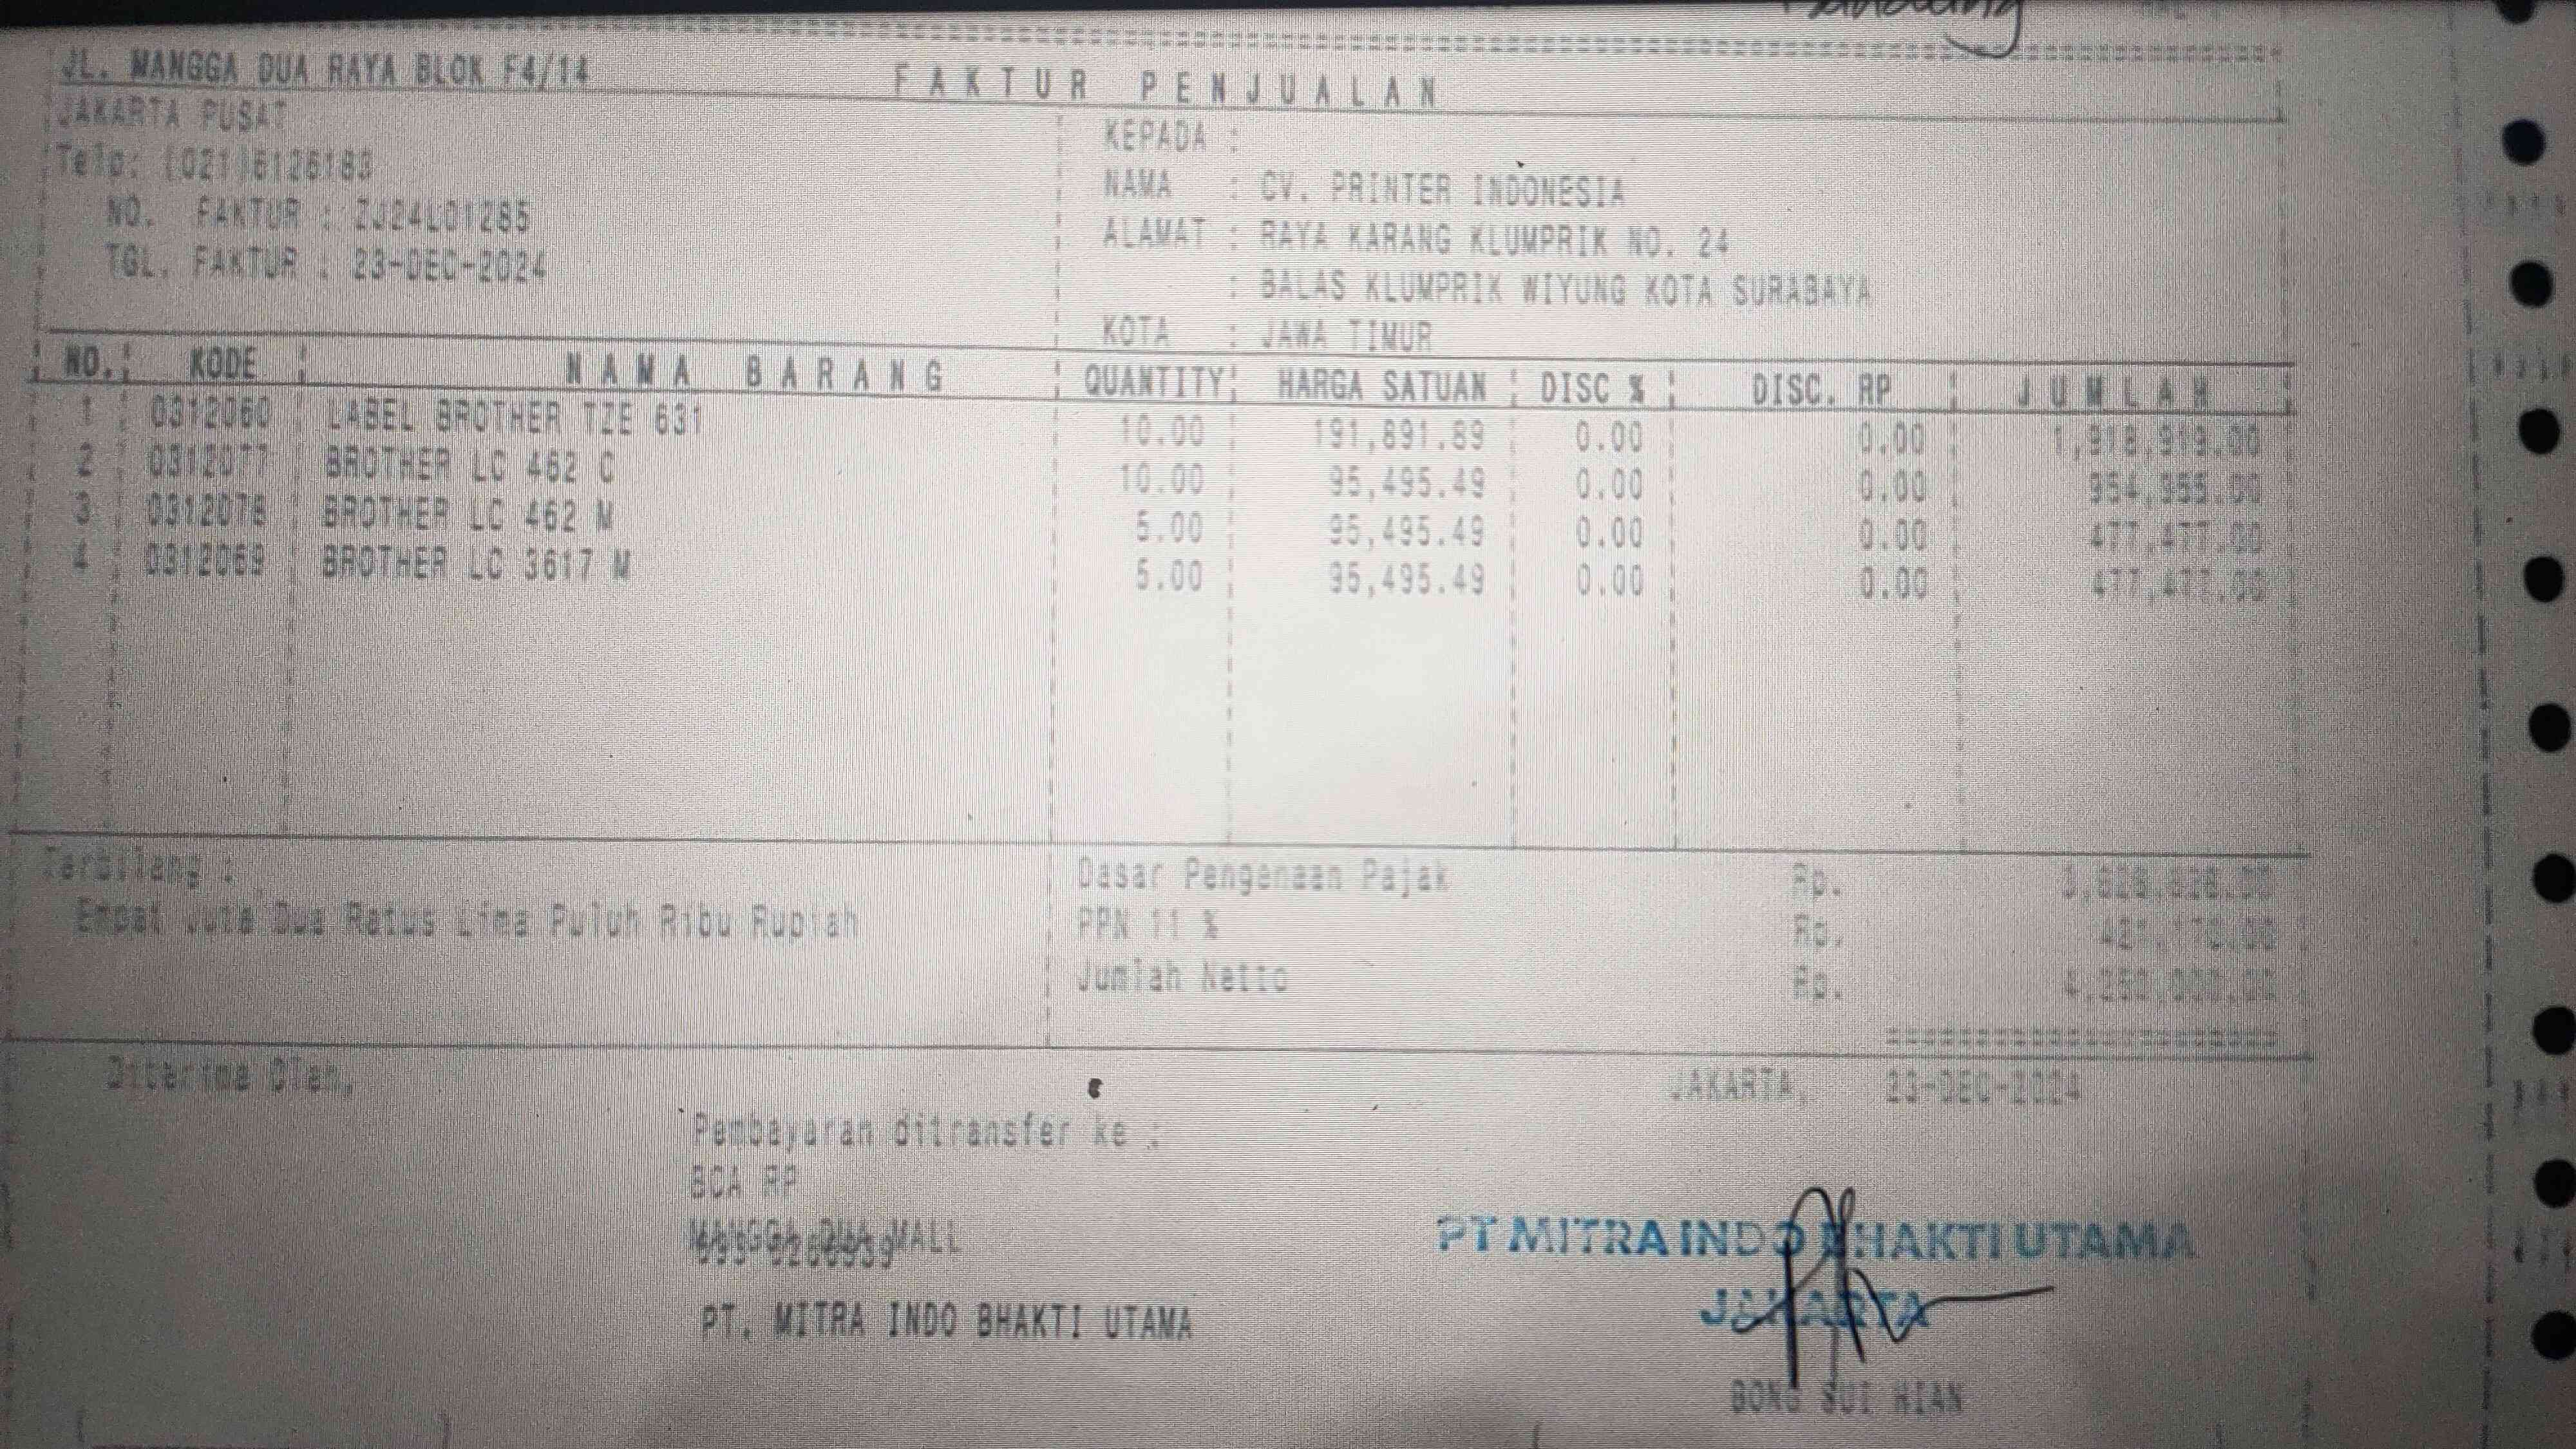 JL. MANGGA DUA RAYA BLOK F4/14
FAKTUR PENJUALAN
JAKARTA PUSAT
Telp: (021)6126183
NO. FAKTUR : ZJ24L01285
TGL. FAKTUR : 23-DEC-2024
KEPADA :
NAMA : CV. PRINTER INDONESIA
ALAMAT : RAYA KARANG KLUMPRIK NO. 24
: BALAS KLUMPRIK WIYUNG KOTA SURABAYA
KOTA : JAWA TIMUR
NO. KODE NAMA BARANG QUANTITY HARGA SATUAN DISC % DISC. RP JUMLAH
1 0312060 LABEL BROTHER TZE 631 10.00 191,891.89 0.00 0.00 1,918,919.00
2 0312077 BROTHER LC 462 C 10.00 95,495.49 0.00 0.00 954,955.00
3 0312078 BROTHER LC 462 M 5.00 95,495.49 0.00 0.00 477,477.00
4 0312069 BROTHER LC 3617 M 5.00 95,495.49 0.00 0.00 477,477.00
Terbilang :
Empat Juta Dua Ratus Lima Puluh Ribu Rupiah
Dasar Pengenaan Pajak Rp. 3,828,828.00
PPN 11 % Rp.
Jumlah Netto Rp. 4,250,000.00
Diterima Oleh,
JAKARTA, 23-DEC-2024
Pembayaran ditransfer ke :
BCA RP
MANGGA DUA MALL
PT. MITRA INDO BHAKTI UTAMA
PT MITRA INDO BHAKTI UTAMA
JAKARTA
BONG SUI HIAN